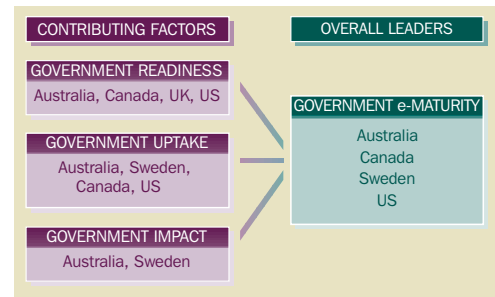 CONTRIBUTING FACTORS
GOVERNMENT READINESS
Australia, Canada, UK, US
GOVERNMENT UPTAKE
Australia, Sweden,
Canada, US
GOVERNMENT IMPACT
Australia, Sweden
OVERALL LEADERS
GOVERNMENT e-MATURITY
Australia
Canada
Sweden
US